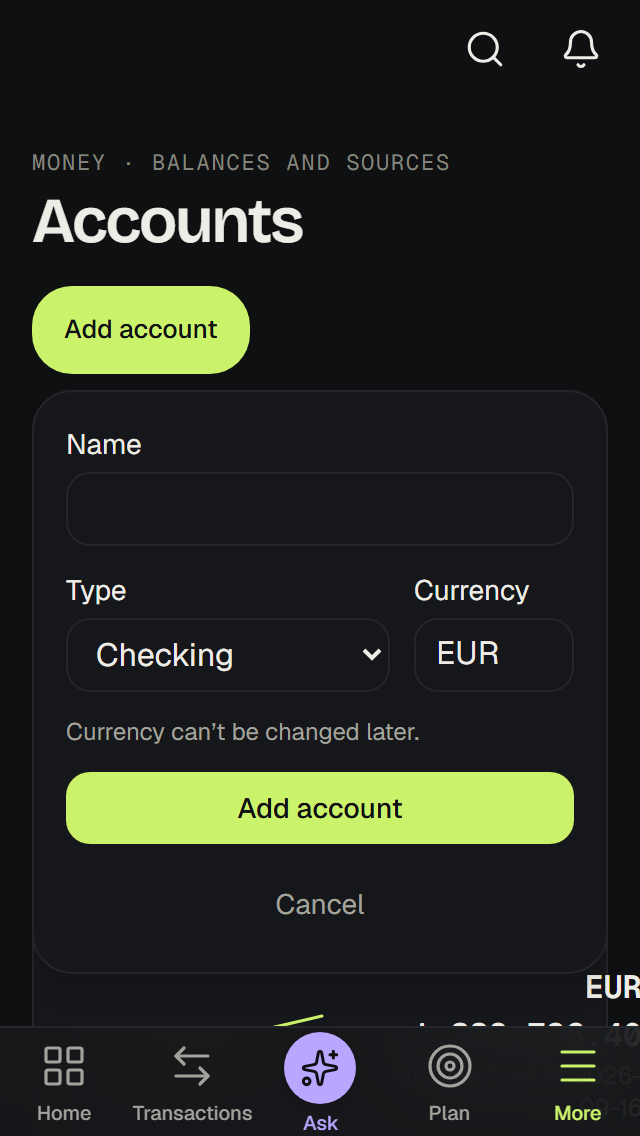 MONEY · BALANCES AND SOURCES
Accounts
Add account
Name
Type
Currency
Checking
EUR
Currency can’t be changed later.
Add account
Cancel
EUR
Home
Transactions
Ask
Plan
More